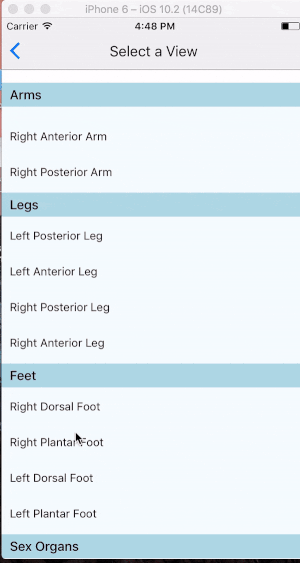 iPhone 6 – iOS 10.2 (14C89)
Carrier 4:48 PM
Select a View
Arms
Right Anterior Arm
Right Posterior Arm
Legs
Left Posterior Leg
Left Anterior Leg
Right Posterior Leg
Right Anterior Leg
Feet
Right Dorsal Foot
Right Plantar Foot
Left Dorsal Foot
Left Plantar Foot
Sex Organs